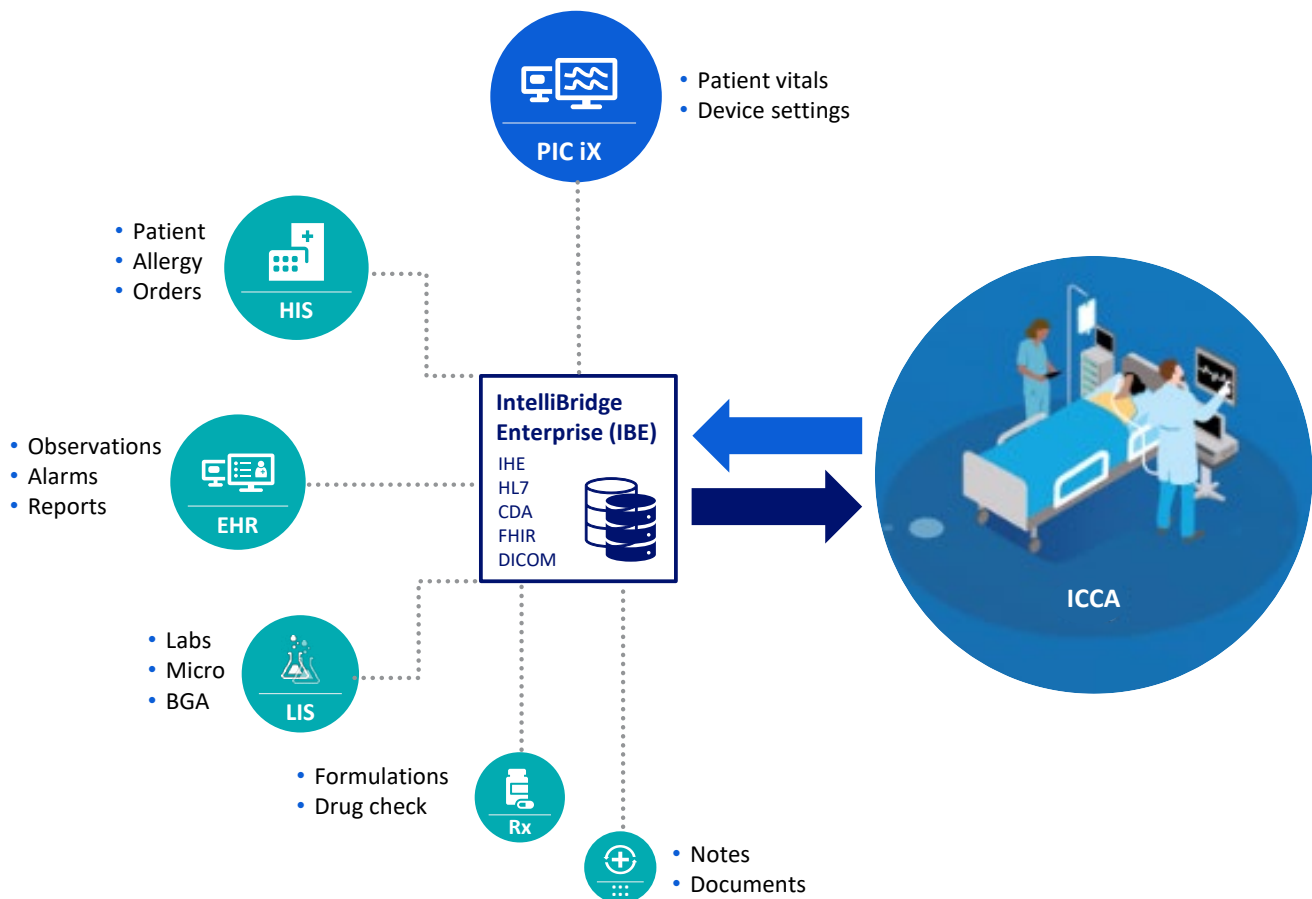 PIC iX
• Patient vitals
• Device settings
• Patient
• Allergy
• Orders
HIS
• Observations
• Alarms
• Reports
EHR
IntelliBridge
Enterprise (IBE)
IHE
HL7
CDA
FHIR
DICOM
ICCA
• Labs
• Micro
• BGA
LIS
• Formulations
• Drug check
Rx
• Notes
• Documents